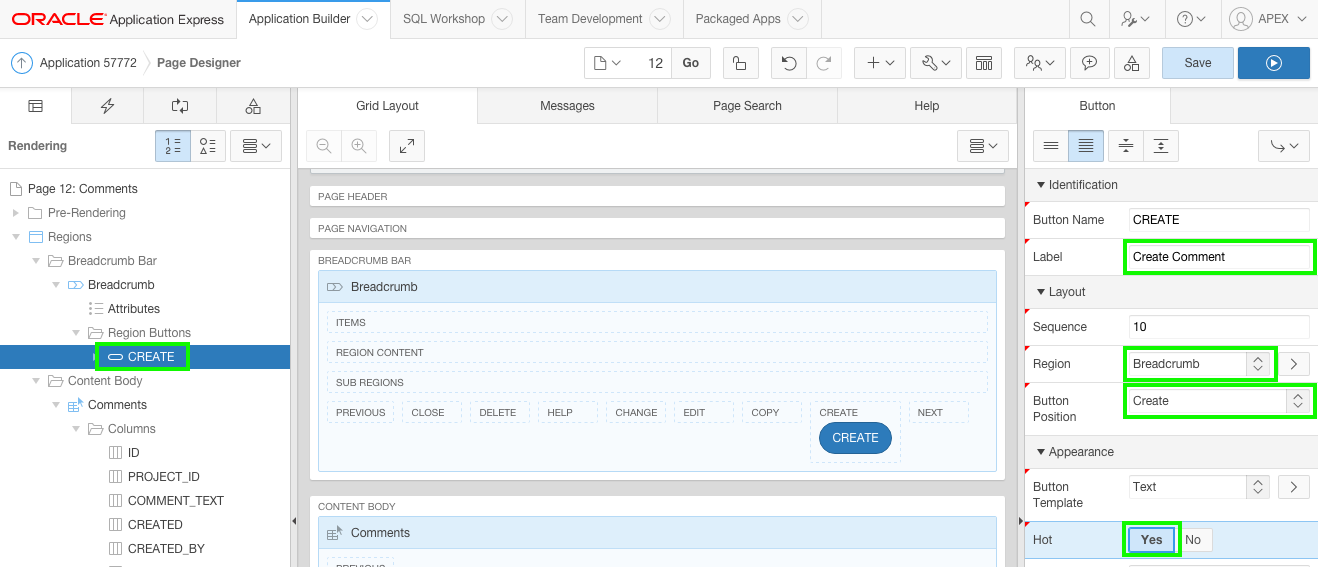 ORACLE Application Express
Application Builder
SQL Workshop
Team Development
Packaged Apps
APEX
Application 57772
Page Designer
12
Go
Save
Rendering
1 =
2 =
Page 12: Comments
Pre-Rendering
Regions
Breadcrumb Bar
Breadcrumb
Attributes
Region Buttons
CREATE
Content Body
Comments
Columns
ID
PROJECT_ID
COMMENT_TEXT
CREATED
CREATED_BY
Grid Layout
Messages
Page Search
Help
PAGE HEADER
PAGE NAVIGATION
BREADCRUMB BAR
Breadcrumb
ITEMS
REGION CONTENT
SUB REGIONS
PREVIOUS
CLOSE
DELETE
HELP
CHANGE
EDIT
COPY
CREATE
NEXT
CREATE
CONTENT BODY
Comments
PREVIOUS
Button
Identification
Button Name
CREATE
Label
Create Comment
Layout
Sequence
10
Region
Breadcrumb
Button
Position
Create
Appearance
Button
Template
Text
Hot
Yes
No